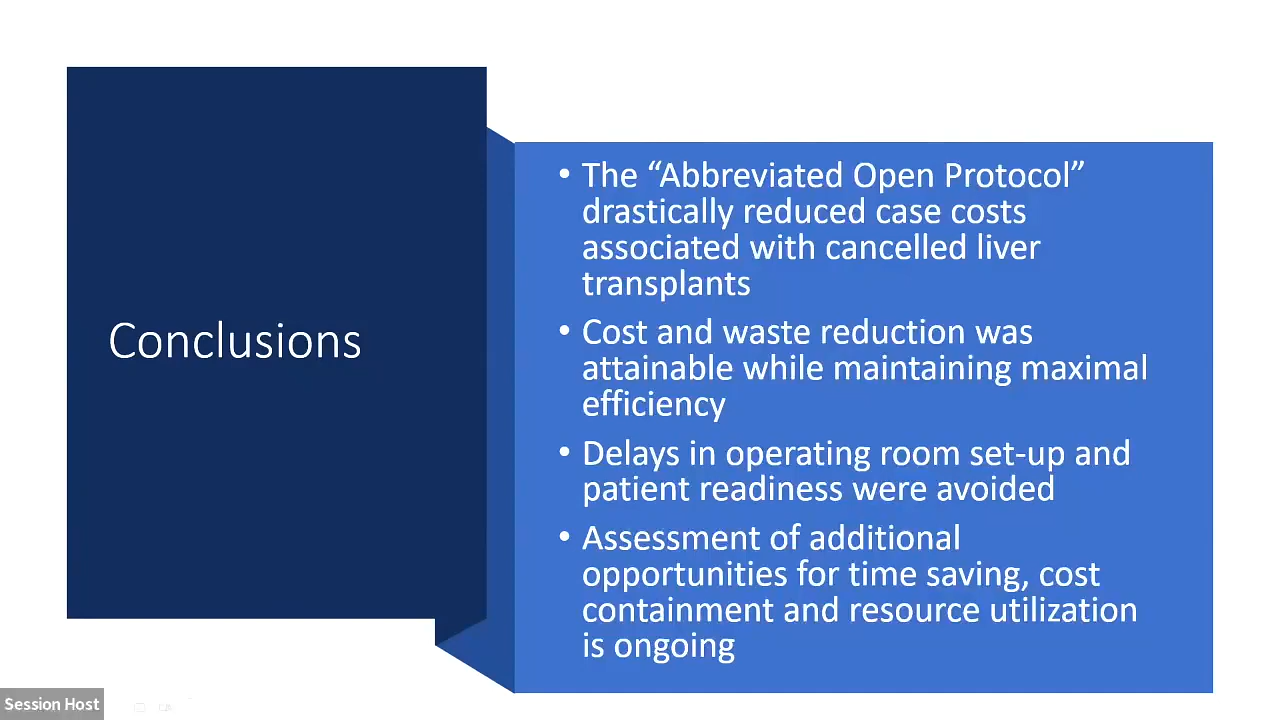 Conclusions
• The “Abbreviated Open Protocol”
drastically reduced case costs
associated with cancelled liver
transplants
• Cost and waste reduction was
attainable while maintaining maximal
efficiency
• Delays in operating room set-up and
patient readiness were avoided
• Assessment of additional
opportunities for time saving, cost
containment and resource utilization
is ongoing
Session Host